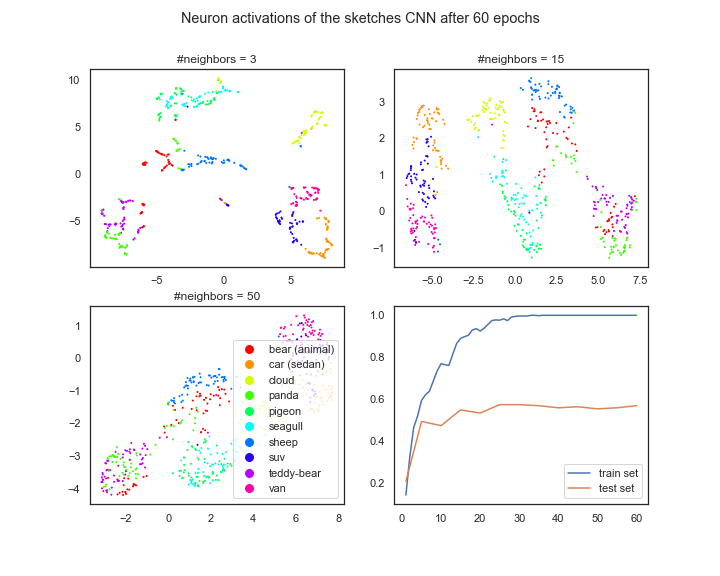 Neuron activations of the sketches CNN after 60 epochs
#neighbors = 3
10
5
0
−5
−5
0
5
#neighbors = 15
3
2
1
0
−1
−5.0
−2.5
0.0
2.5
5.0
7.5
#neighbors = 50
1
0
−1
−2
−3
−4
−2
0
2
4
6
8
bear (animal)
car (sedan)
cloud
panda
pigeon
seagull
sheep
suv
teddy-bear
van
1.0
0.8
0.6
0.4
0.2
0
10
20
30
40
50
60
train set
test set